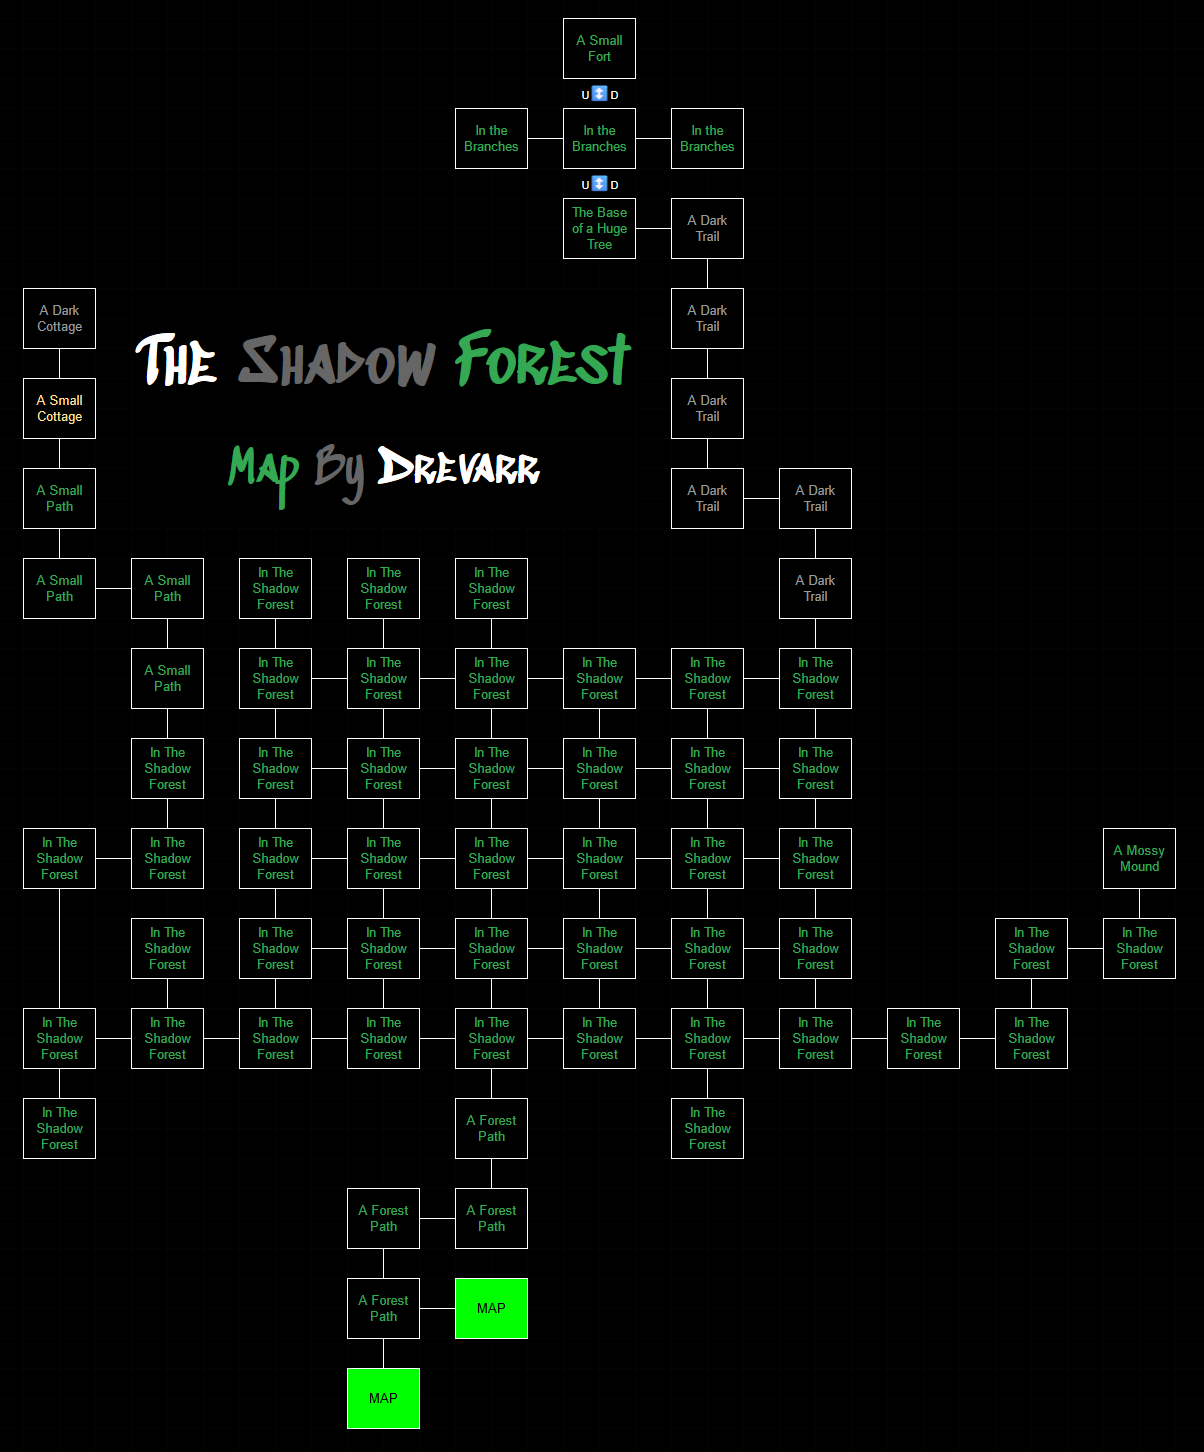 A Small
Fort
U D
In the
Branches
In the
Branches
In the
Branches
U D
The Base
of a Huge
Tree
A Dark
Trail
A Dark
Cottage
The Shadow Forest
A Dark
Trail
A Small
Cottage
Map By Drevarr
A Dark
Trail
A Small
Path
A Dark
Trail
A Dark
Trail
A Small
Path
A Small
Path
In The
Shadow
Forest
In The
Shadow
Forest
In The
Shadow
Forest
A Dark
Trail
A Small
Path
In The
Shadow
Forest
In The
Shadow
Forest
In The
Shadow
Forest
In The
Shadow
Forest
In The
Shadow
Forest
In The
Shadow
Forest
In The
Shadow
Forest
In The
Shadow
Forest
In The
Shadow
Forest
In The
Shadow
Forest
In The
Shadow
Forest
In The
Shadow
Forest
In The
Shadow
Forest
In The
Shadow
Forest
In The
Shadow
Forest
In The
Shadow
Forest
In The
Shadow
Forest
In The
Shadow
Forest
In The
Shadow
Forest
In The
Shadow
Forest
In The
Shadow
Forest
A Mossy
Mound
In The
Shadow
Forest
In The
Shadow
Forest
In The
Shadow
Forest
In The
Shadow
Forest
In The
Shadow
Forest
In The
Shadow
Forest
In The
Shadow
Forest
In The
Shadow
Forest
In The
Shadow
Forest
In The
Shadow
Forest
In The
Shadow
Forest
In The
Shadow
Forest
In The
Shadow
Forest
In The
Shadow
Forest
In The
Shadow
Forest
In The
Shadow
Forest
In The
Shadow
Forest
In The
Shadow
Forest
In The
Shadow
Forest
In The
Shadow
Forest
A Forest
Path
In The
Shadow
Forest
A Forest
Path
A Forest
Path
A Forest
Path
MAP
MAP